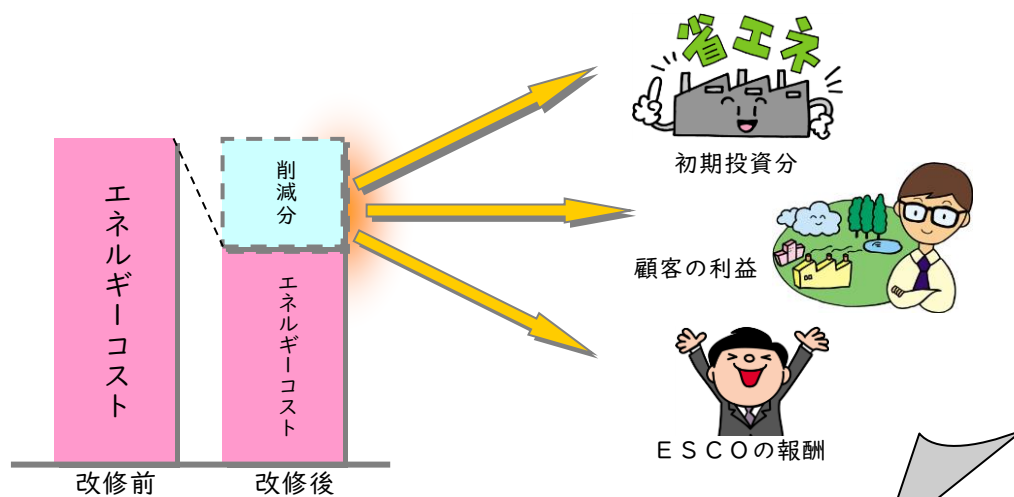 省エネ
初期投資分
エネルギーコスト
削減分
顧客の利益
エネルギーコスト
ESCOの報酬
改修前
改修後